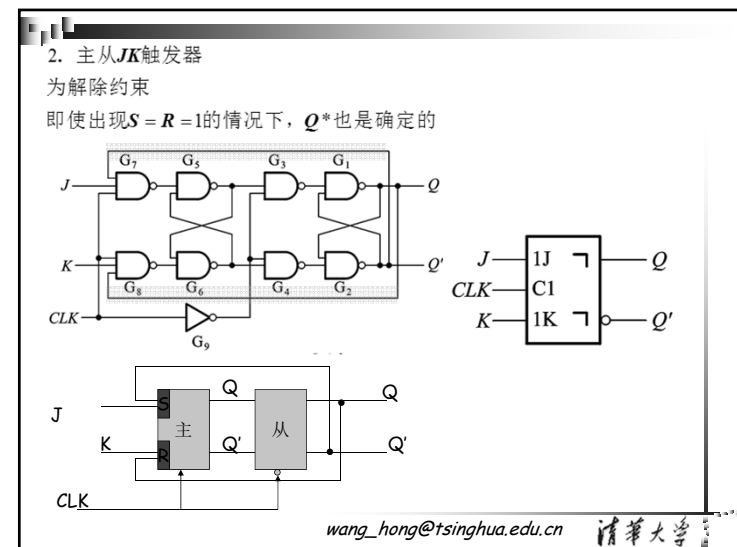 2. 主从JK触发器
为解除约束
即使出现S = R =1的情况下，Q*也是确定的
G₇ G₅ G₃ G₁
J
Q
K
Q′
G₈ G₆ G₄ G₂
CLK
G₉
J 1J Q
CLK C1
K 1K Q′
Q Q
J S
主 从
K R Q′ Q′
CLK
wang_hong@tsinghua.edu.cn 清华大学